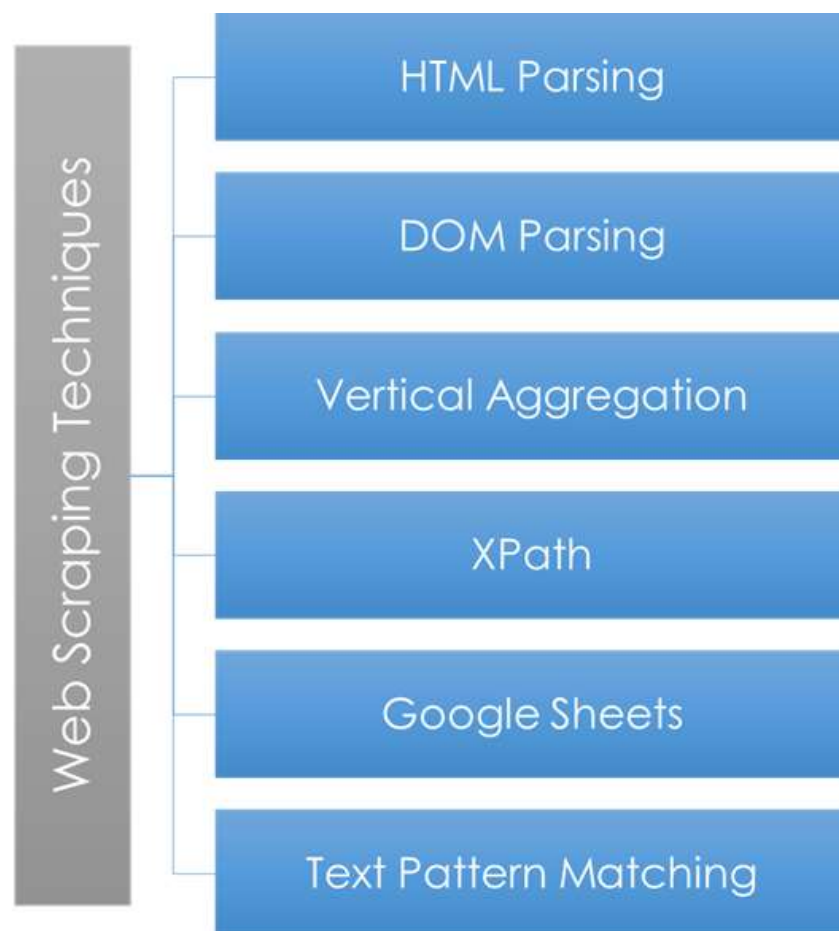 Web Scraping Techniques
HTML Parsing
DOM Parsing
Vertical Aggregation
XPath
Google Sheets
Text Pattern Matching